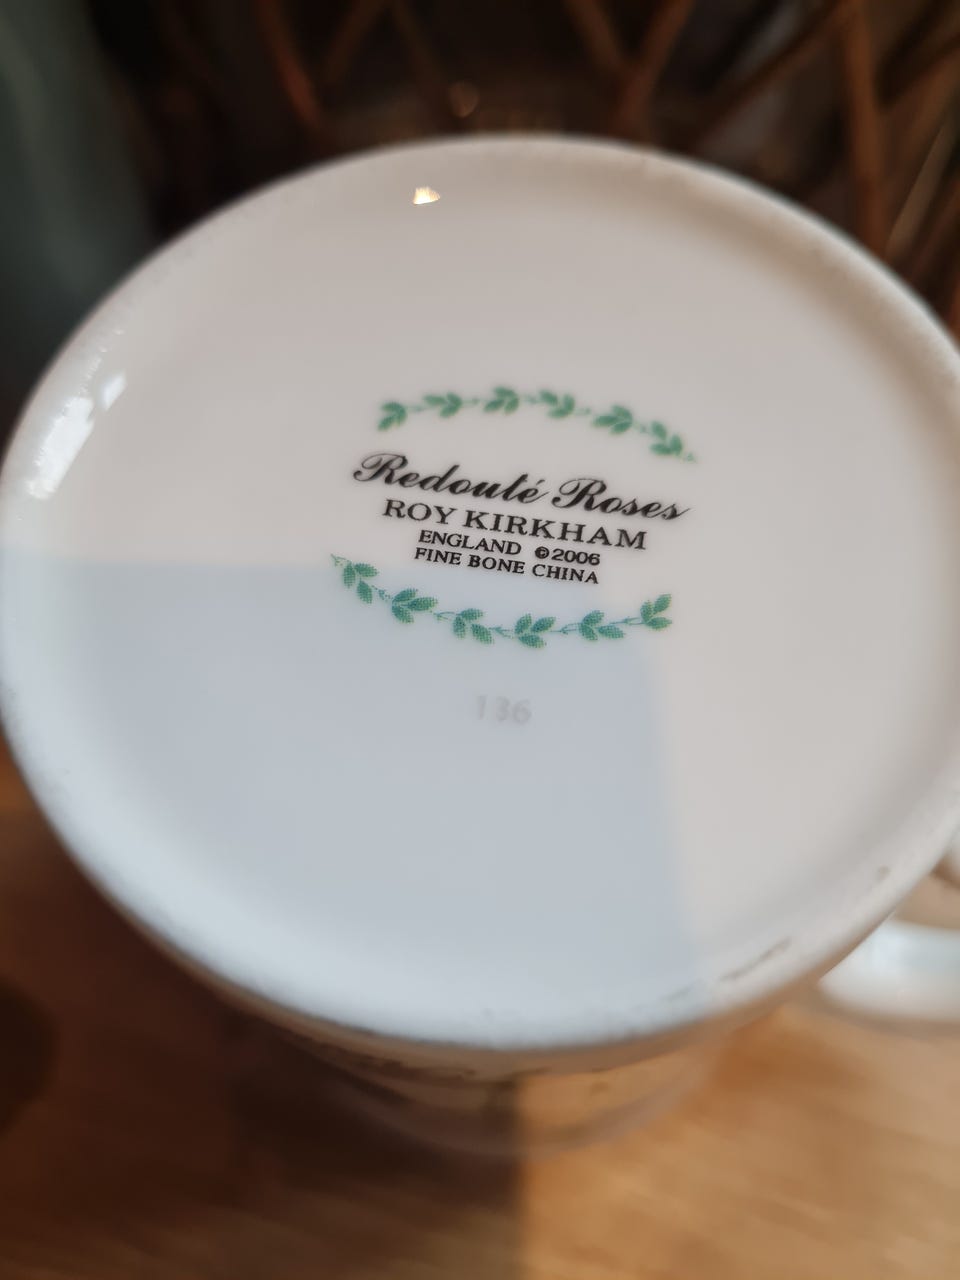 Redouté Roses
ROY KIRKHAM
ENGLAND ©2006
FINE BONE CHINA
136